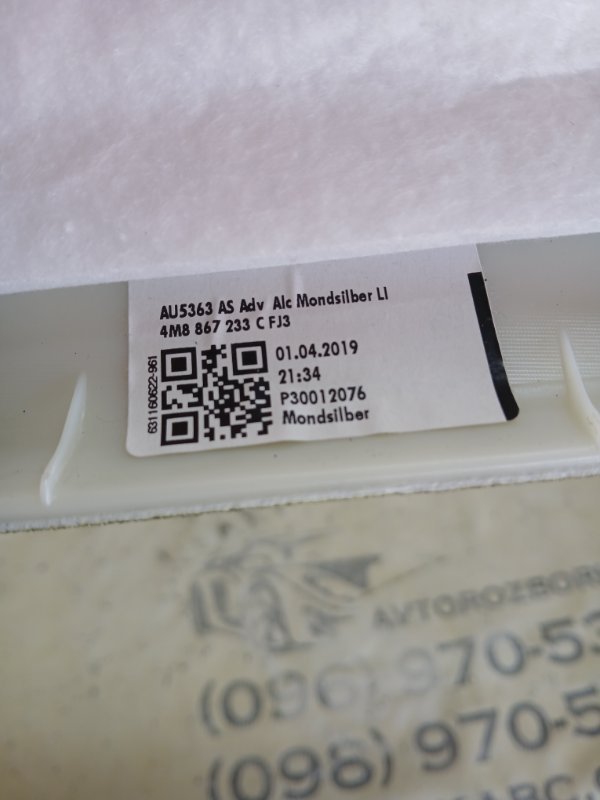 AU5363 AS Adv Alc Mondsilber LI
4M8 867 233 C FJ3
631160622-961
01.04.2019
21:34
P30012076
Mondsilber
AVTOROZBOR
(096) 970-53
(098) 970-5